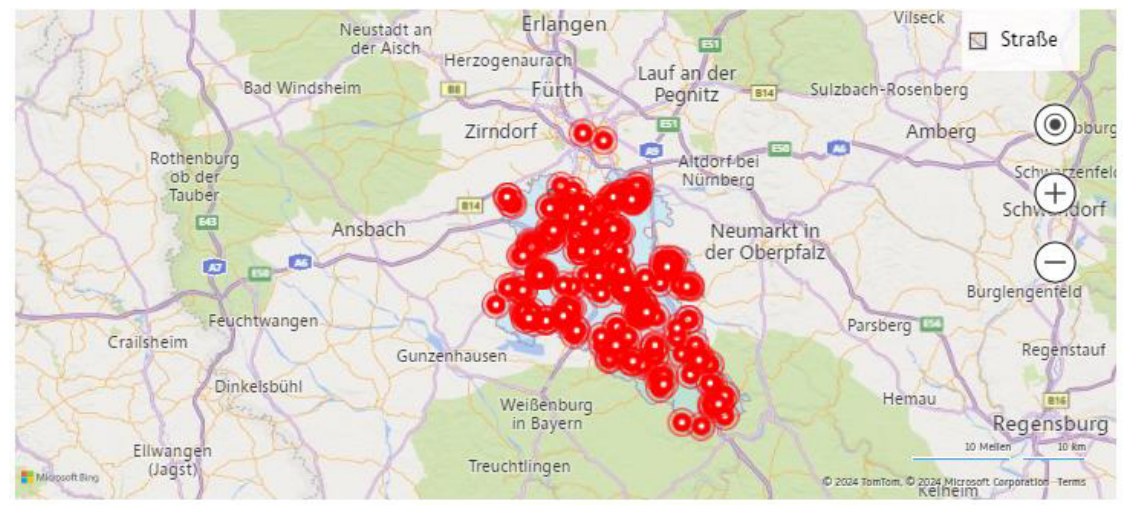 Erlangen
Vilseck
Neustadt an
der Aisch
Straße
E51
Herzogenaurach
Lauf an der
Pegnitz
Bad Windsheim
B8
Fürth
B14
Sulzbach-Rosenberg
Zirndorf
E51
Amberg
A9
E50
A6
Rothenburg
ob der
Tauber
Altdorf bei
Nürnberg
B14
E43
Ansbach
Neumarkt in
der Oberpfalz
A7
E50
A6
Burglengenfeld
Feuchtwangen
Parsberg
E56
Crailsheim
Gunzenhausen
Regenstauf
Dinkelsbühl
Weißenburg
in Bayern
Hemau
B16
Regensburg
Ellwangen
(Jagst)
Treuchtlingen
10 Meilen
10 km
Microsoft Bing
© 2024 TomTom, © 2024 Microsoft Corporation Terms
Kelheim